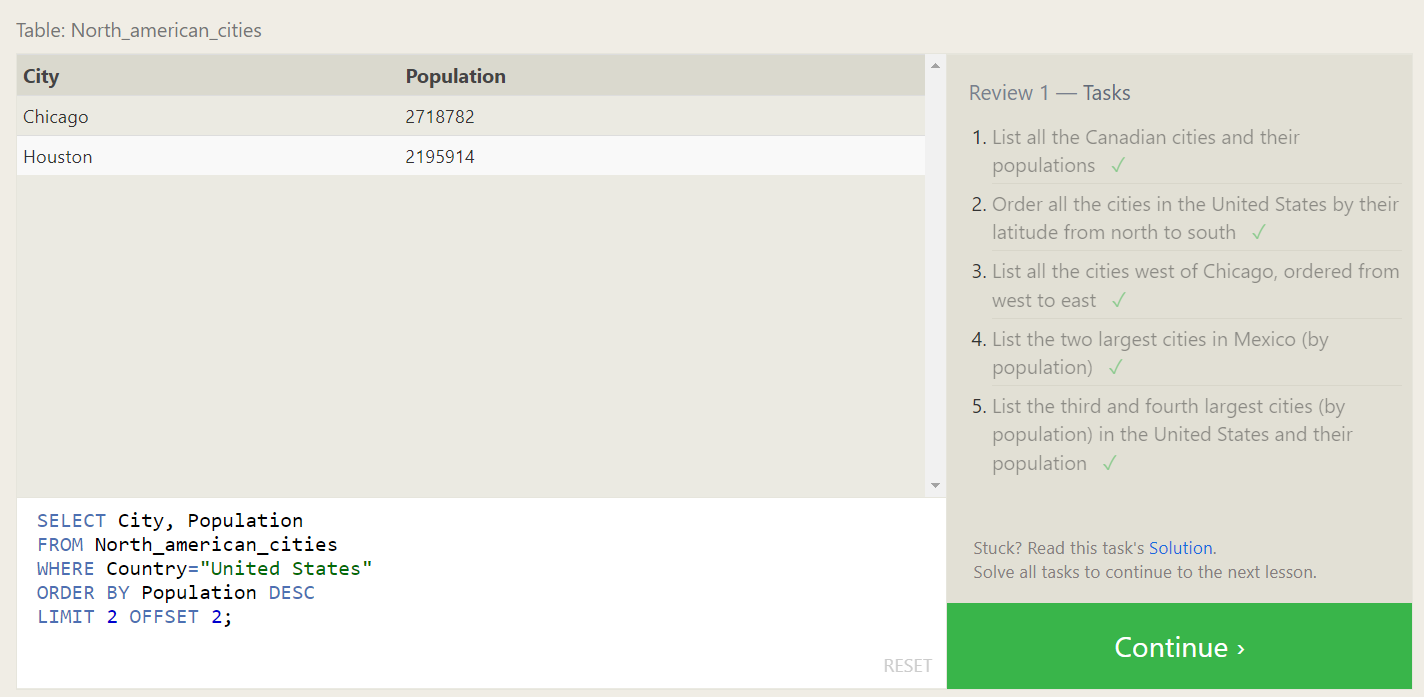 Table: North_american_cities
City Population
Chicago 2718782
Houston 2195914
SELECT City, Population
FROM North_american_cities
WHERE Country="United States"
ORDER BY Population DESC
LIMIT 2 OFFSET 2;
RESET
Review 1 — Tasks
1. List all the Canadian cities and their
populations ✓
2. Order all the cities in the United States by their
latitude from north to south ✓
3. List all the cities west of Chicago, ordered from
west to east ✓
4. List the two largest cities in Mexico (by
population) ✓
5. List the third and fourth largest cities (by
population) in the United States and their
population ✓
Stuck? Read this task's Solution.
Solve all tasks to continue to the next lesson.
Continue ›